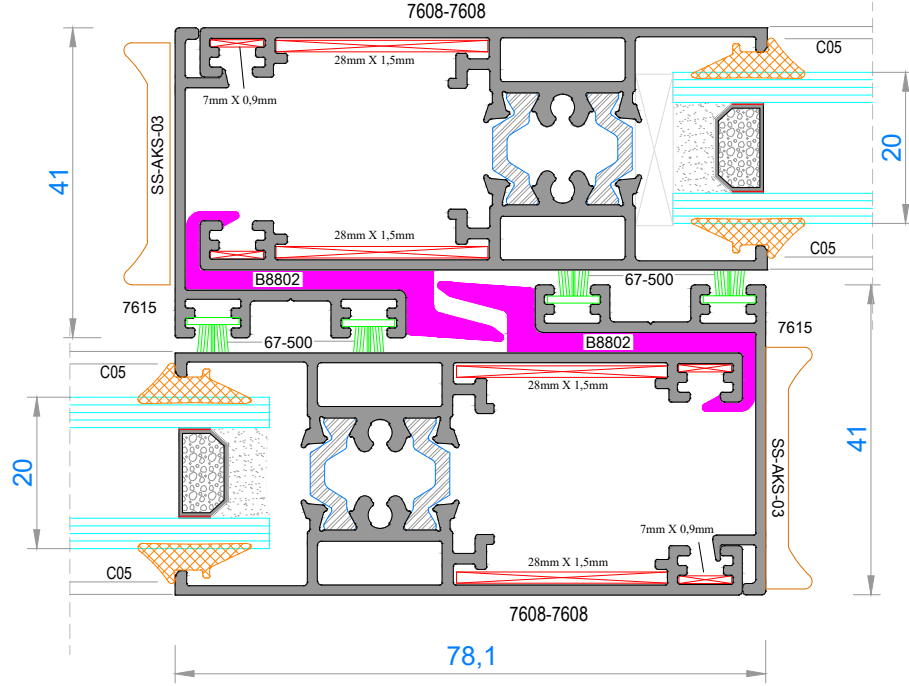 7608-7608
C05
28mm X 1,5mm
7mm X 0,9mm
SS-AKS-03
41
20
28mm X 1,5mm
C05
B8802
67-500
7615
7615
67-500
B8802
C05
28mm X 1,5mm
41
20
SS-AKS-03
7mm X 0,9mm
28mm X 1,5mm
C05
7608-7608
78,1